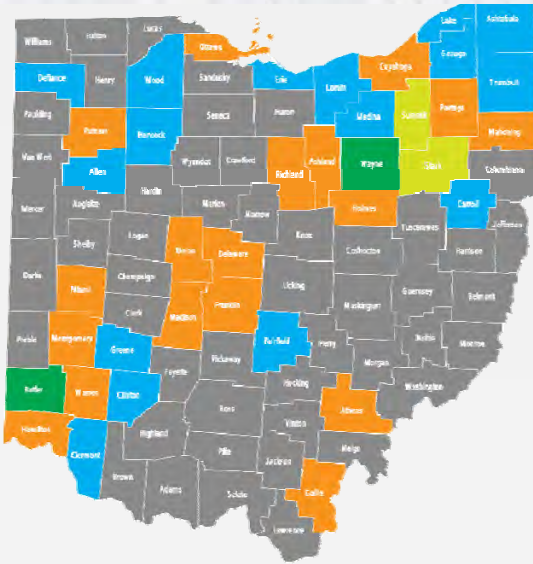 Williams
Fulton
Lucas
Ottawa
Lake
Ashtabula
Defiance
Henry
Wood
Sandusky
Erie
Lorain
Cuyahoga
Geauga
Trumbull
Paulding
Putnam
Hancock
Seneca
Huron
Medina
Summit
Portage
Mahoning
Van Wert
Allen
Wyandot
Crawford
Richland
Ashland
Wayne
Stark
Columbiana
Mercer
Auglaize
Hardin
Marion
Morrow
Holmes
Carroll
Jefferson
Shelby
Logan
Union
Delaware
Knox
Coshocton
Tuscarawas
Harrison
Darke
Miami
Champaign
Clark
Madison
Franklin
Licking
Muskingum
Guernsey
Belmont
Preble
Montgomery
Greene
Fayette
Pickaway
Fairfield
Perry
Morgan
Noble
Monroe
Butler
Warren
Clinton
Ross
Hocking
Athens
Washington
Hamilton
Clermont
Highland
Pike
Vinton
Meigs
Brown
Adams
Scioto
Jackson
Gallia
Lawrence